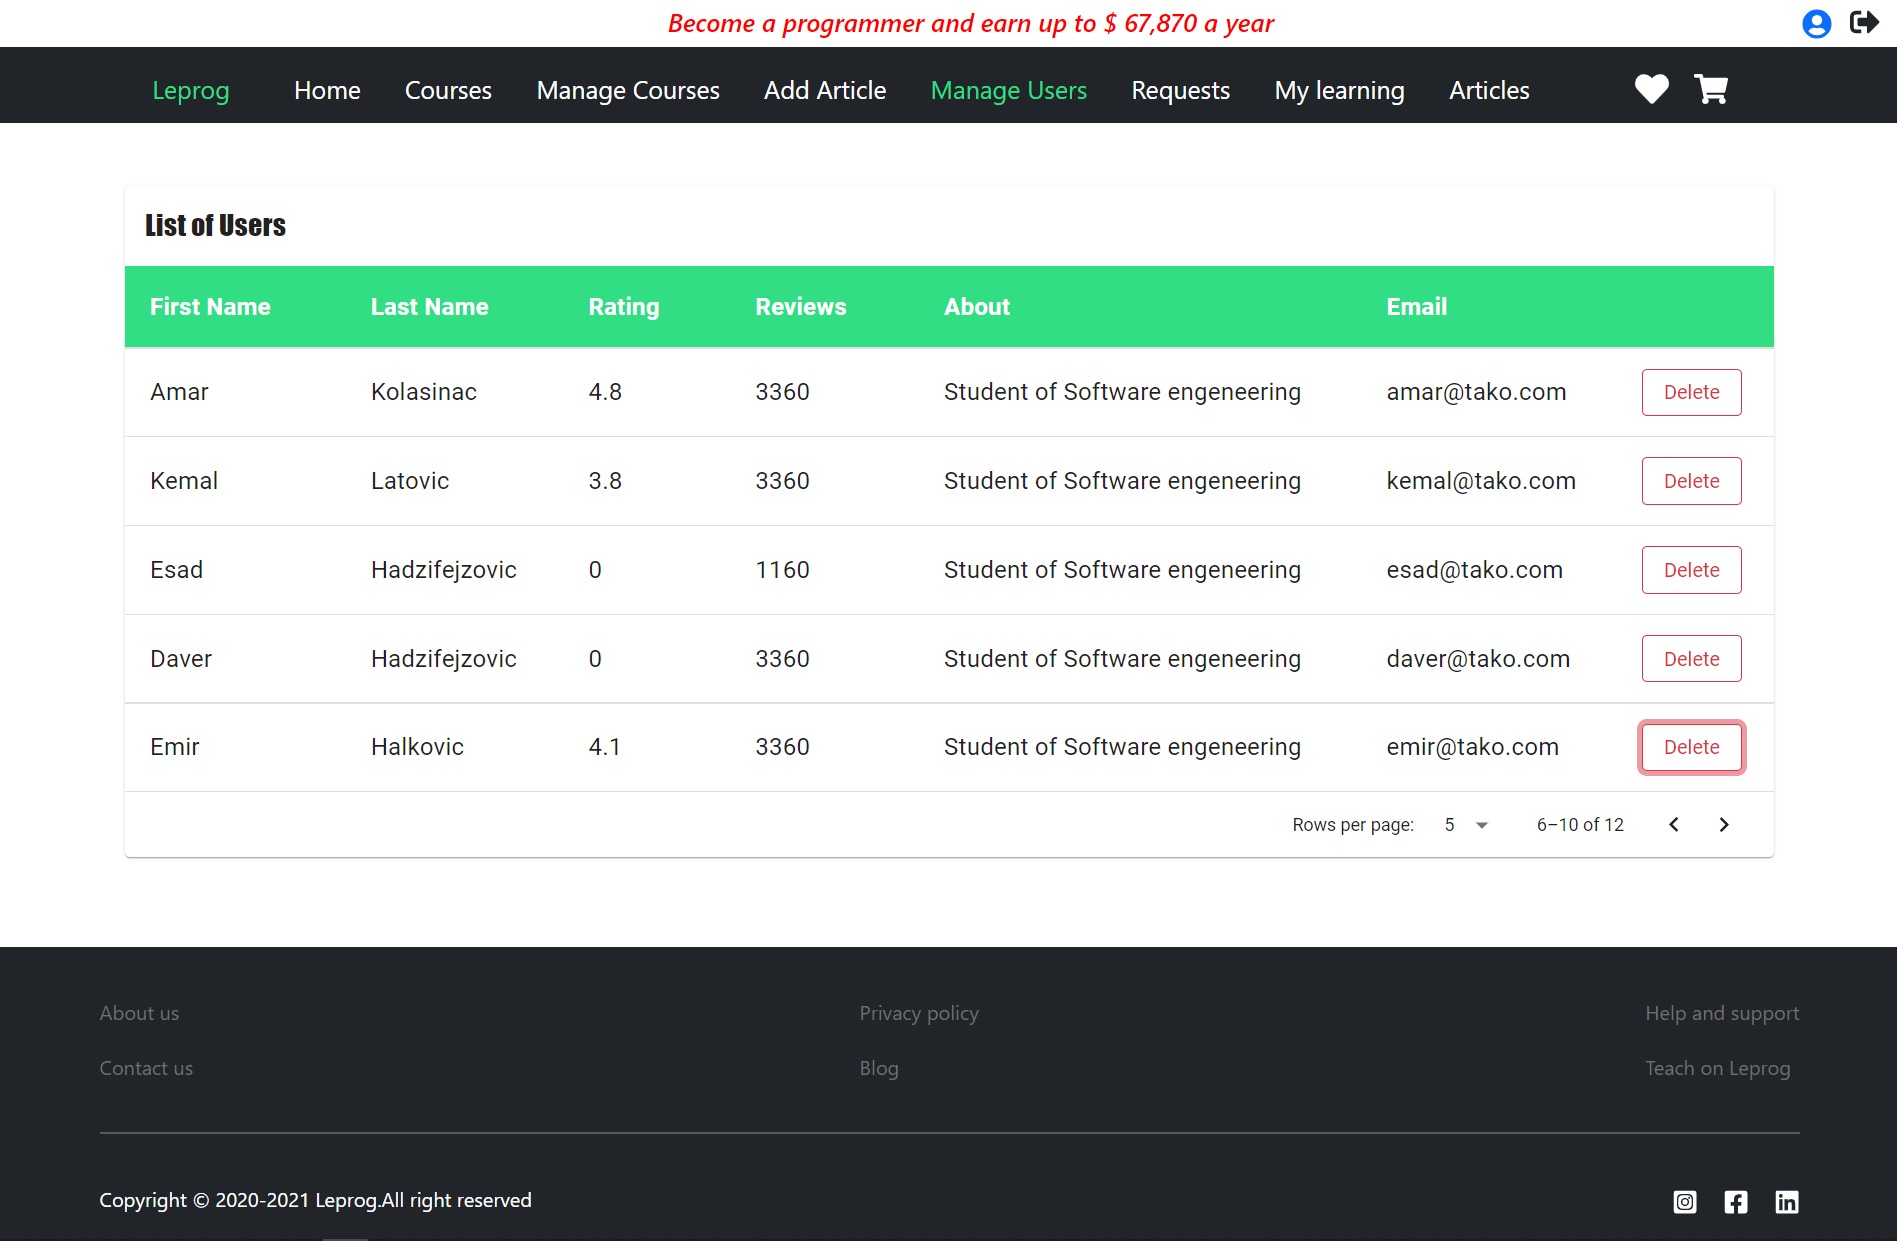 Become a programmer and earn up to $ 67,870 a year
Leprog Home Courses Manage Courses Add Article Manage Users Requests My learning Articles
List of Users
First Name Last Name Rating Reviews About Email
Amar Kolasinac 4.8 3360 Student of Software engeneering amar@tako.com Delete
Kemal Latovic 3.8 3360 Student of Software engeneering kemal@tako.com Delete
Esad Hadzifejzovic 0 1160 Student of Software engeneering esad@tako.com Delete
Daver Hadzifejzovic 0 3360 Student of Software engeneering daver@tako.com Delete
Emir Halkovic 4.1 3360 Student of Software engeneering emir@tako.com Delete
Rows per page: 5 6–10 of 12
About us Privacy policy Help and support
Contact us Blog Teach on Leprog
Copyright © 2020-2021 Leprog.All right reserved